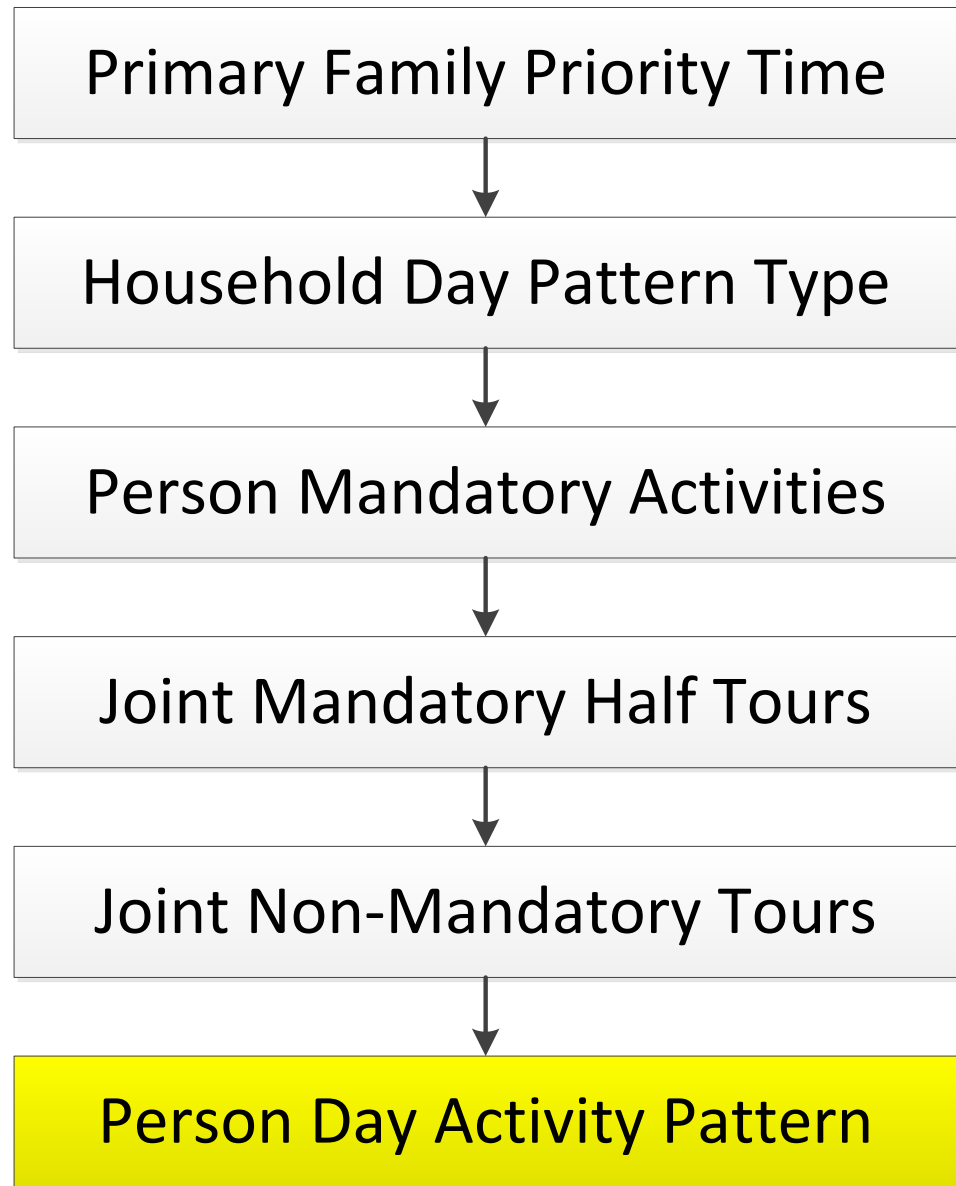 Primary Family Priority Time
Household Day Pattern Type
Person Mandatory Activities
Joint Mandatory Half Tours
Joint Non-Mandatory Tours
Person Day Activity Pattern